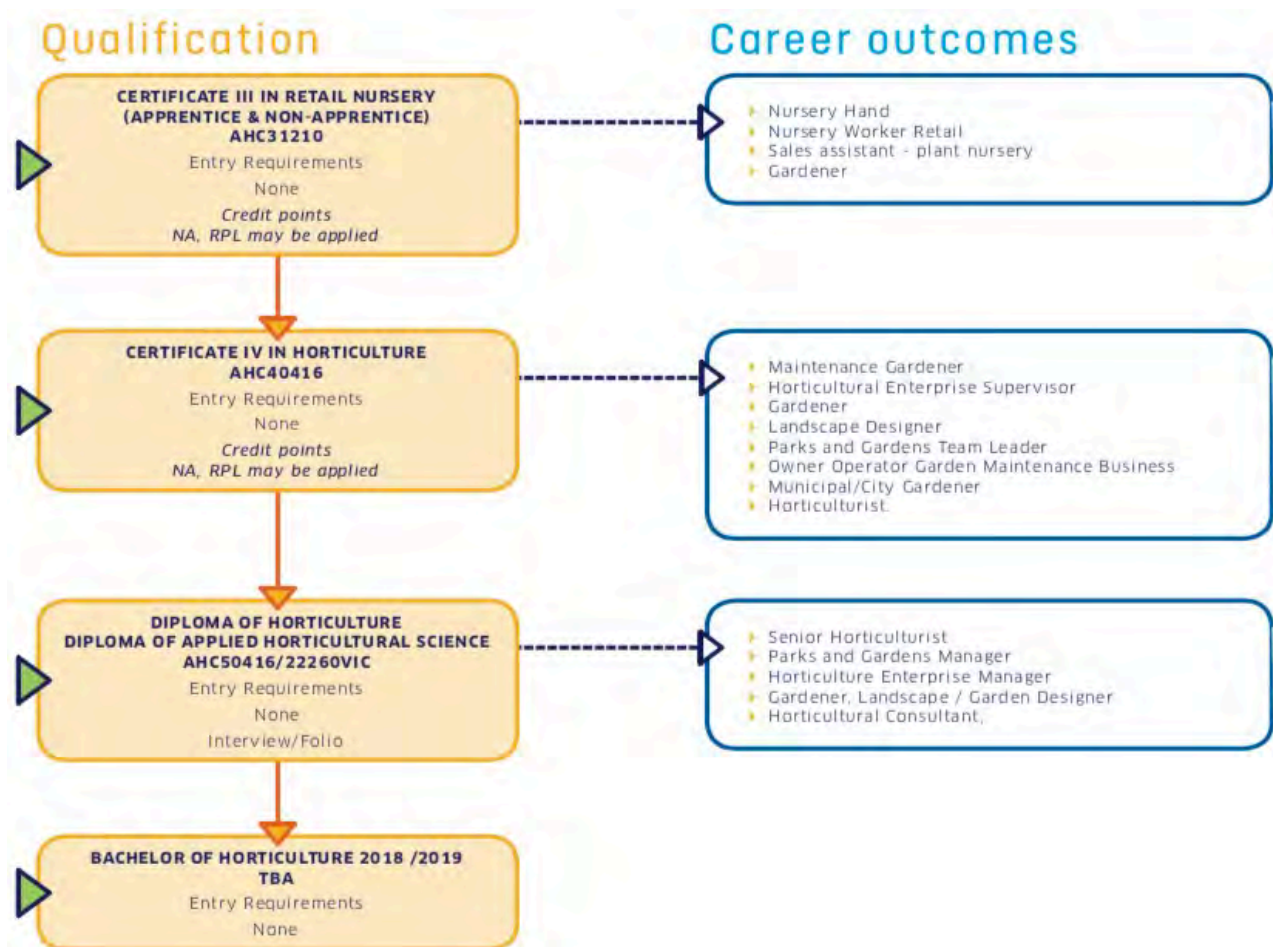 Qualification
Career outcomes
CERTIFICATE III IN RETAIL NURSERY
(APPRENTICE & NON-APPRENTICE)
AHC31210
Entry Requirements
None
Credit points
NA, RPL may be applied
Nursery Hand
Nursery Worker Retail
Sales assistant - plant nursery
Gardener
CERTIFICATE IV IN HORTICULTURE
AHC40416
Entry Requirements
None
Credit points
NA, RPL may be applied
Maintenance Gardener
Horticultural Enterprise Supervisor
Gardener
Landscape Designer
Parks and Gardens Team Leader
Owner Operator Garden Maintenance Business
Municipal/City Gardener
Horticulturist.
DIPLOMA OF HORTICULTURE
DIPLOMA OF APPLIED HORTICULTURAL SCIENCE
AHC50416/22260VIC
Entry Requirements
None
Interview/Folio
Senior Horticulturist
Parks and Gardens Manager
Horticulture Enterprise Manager
Gardener, Landscape / Garden Designer
Horticultural Consultant,
BACHELOR OF HORTICULTURE 2018 /2019
TBA
Entry Requirements
None